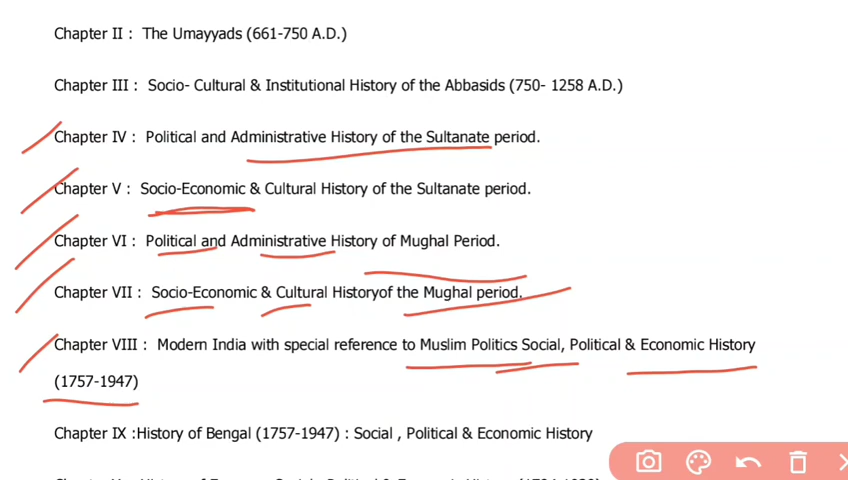 Chapter II : The Umayyads (661-750 A.D.)
Chapter III : Socio- Cultural & Institutional History of the Abbasids (750- 1258 A.D.)
Chapter IV : Political and Administrative History of the Sultanate period.
Chapter V : Socio-Economic & Cultural History of the Sultanate period.
Chapter VI : Political and Administrative History of Mughal Period.
Chapter VII : Socio-Economic & Cultural Historyof the Mughal period.
Chapter VIII : Modern India with special reference to Muslim Politics Social, Political & Economic History
(1757-1947)
Chapter IX :History of Bengal (1757-1947) : Social , Political & Economic History